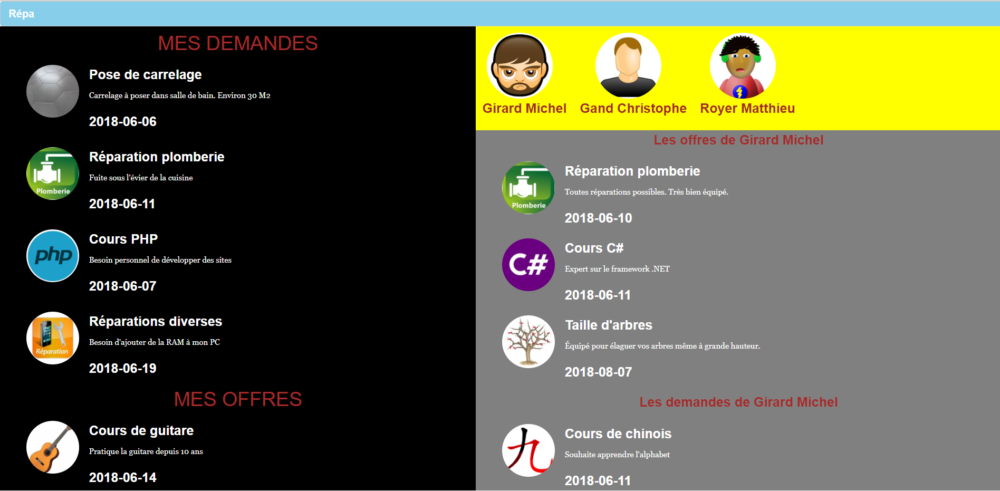 Répa
MES DEMANDES
Pose de carrelage
Carrelage à poser dans salle de bain. Environ 30 M2
2018-06-06
Plomberie
Réparation plomberie
Fuite sous l'évier de la cuisine
2018-06-11
php
Cours PHP
Besoin personnel de développer des sites
2018-06-07
Réparation
Réparations diverses
Besoin d'ajouter de la RAM à mon PC
2018-06-19
MES OFFRES
Cours de guitare
Pratique la guitare depuis 10 ans
2018-06-14
Girard Michel
Gand Christophe
Royer Matthieu
Les offres de Girard Michel
Plomberie
Réparation plomberie
Toutes réparations possibles. Très bien équipé.
2018-06-10
C#
Cours C#
Expert sur le framework .NET
2018-06-11
Taille d'arbres
Équipé pour élaguer vos arbres même à grande hauteur.
2018-08-07
Les demandes de Girard Michel
九
Cours de chinois
Souhaite apprendre l'alphabet
2018-06-11